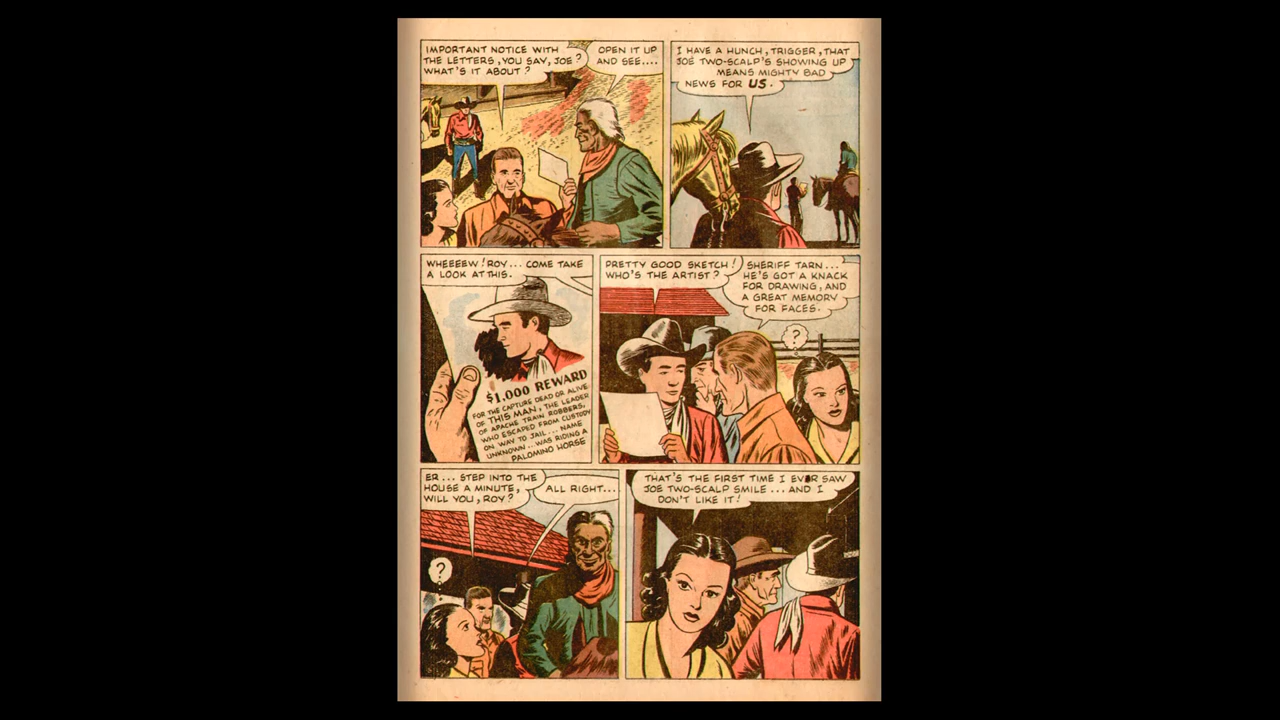 IMPORTANT NOTICE WITH
THE LETTERS, YOU SAY, JOE?
WHAT'S IT ABOUT?
OPEN IT UP
AND SEE....
I HAVE A HUNCH, TRIGGER, THAT
JOE TWO-SCALP'S SHOWING UP
MEANS MIGHTY BAD
NEWS FOR US.
WHEEEEW! ROY... COME TAKE
A LOOK AT THIS.
$1,000 REWARD
FOR THE CAPTURE DEAD OR ALIVE
OF THIS MAN, THE LEADER
OF APACHE TRAIN ROBBERS,
WHO ESCAPED FROM CUSTODY
ON WAY TO JAIL... NAME
UNKNOWN... WAS RIDING A
PALOMINO HORSE
PRETTY GOOD SKETCH!
WHO'S THE ARTIST?
SHERIFF TARN...
HE'S GOT A KNACK
FOR DRAWING, AND
A GREAT MEMORY
FOR FACES.
?
ER... STEP INTO THE
HOUSE A MINUTE,
WILL YOU, ROY?
ALL RIGHT...
?
THAT'S THE FIRST TIME I EVER SAW
JOE TWO-SCALP SMILE... AND I
DON'T LIKE IT!